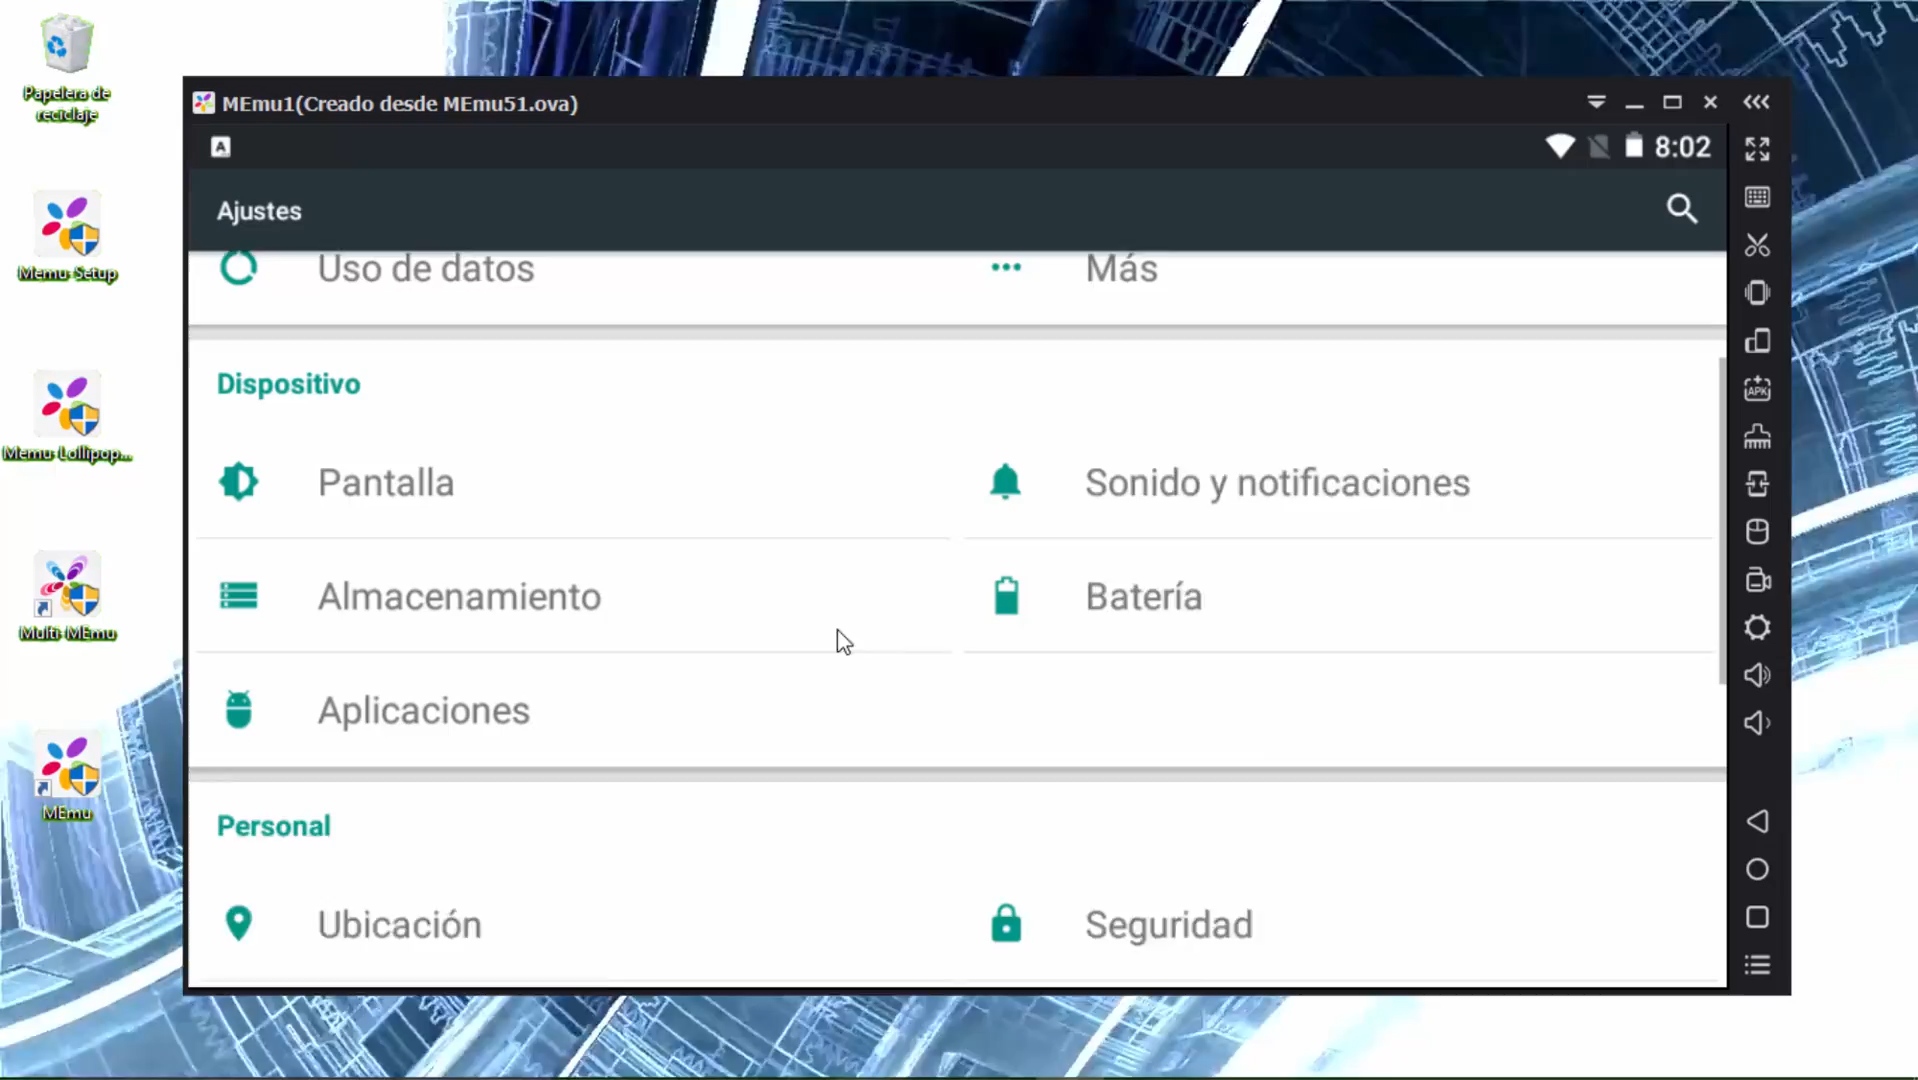 Papelera de
reciclaje
Memu-Setup
Memu-Lollipop...
Multi-MEmu
MEmu
MEmu1(Creado desde MEmu51.ova)
A
8:02
Ajustes
Uso de datos
Más
Dispositivo
Pantalla
Sonido y notificaciones
Almacenamiento
Batería
Aplicaciones
Personal
Ubicación
Seguridad
APK